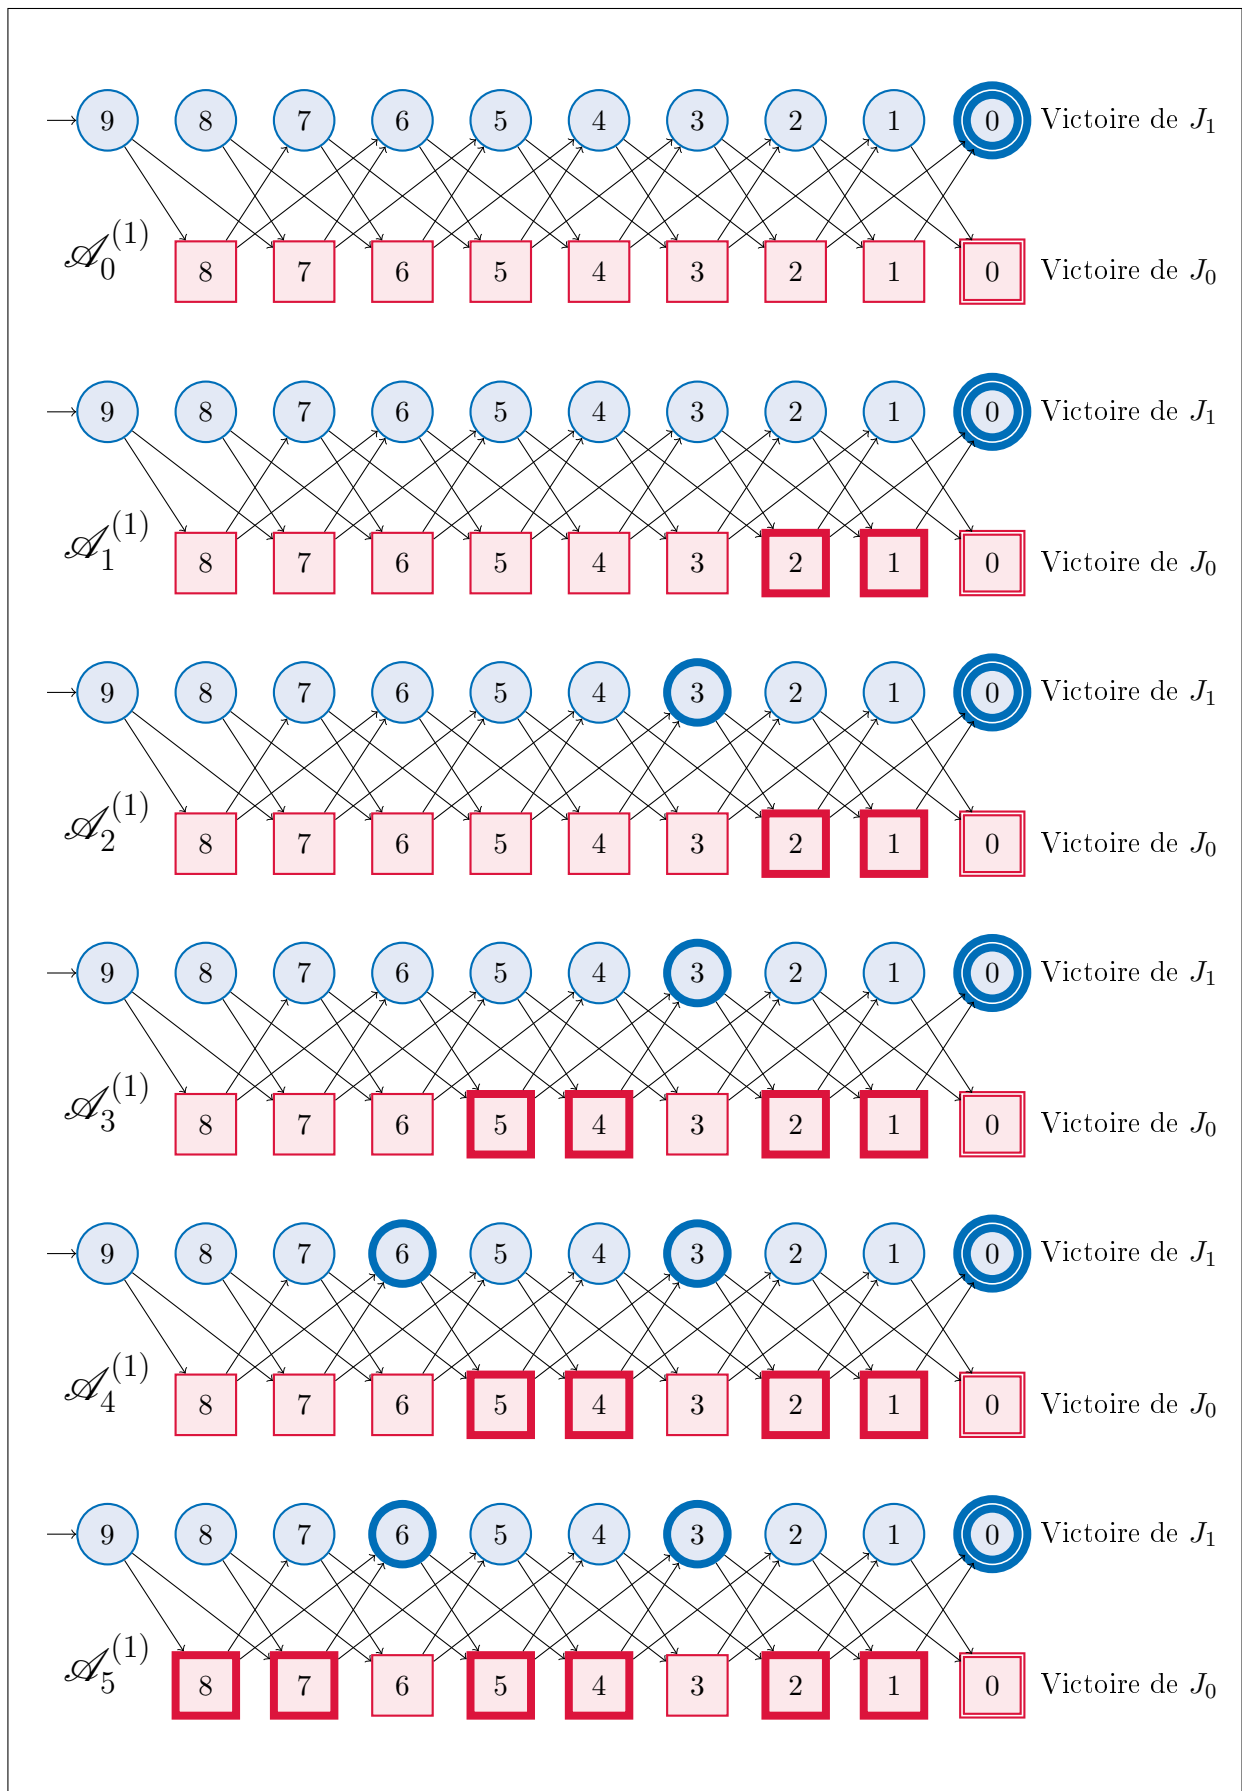 9 8 7 6 5 4 3 2 1 0 Victoire de J₁
𝒜₀⁽¹⁾ 8 7 6 5 4 3 2 1 0 Victoire de J₀
9 8 7 6 5 4 3 2 1 0 Victoire de J₁
𝒜₁⁽¹⁾ 8 7 6 5 4 3 2 1 0 Victoire de J₀
9 8 7 6 5 4 3 2 1 0 Victoire de J₁
𝒜₂⁽¹⁾ 8 7 6 5 4 3 2 1 0 Victoire de J₀
9 8 7 6 5 4 3 2 1 0 Victoire de J₁
𝒜₃⁽¹⁾ 8 7 6 5 4 3 2 1 0 Victoire de J₀
9 8 7 6 5 4 3 2 1 0 Victoire de J₁
𝒜₄⁽¹⁾ 8 7 6 5 4 3 2 1 0 Victoire de J₀
9 8 7 6 5 4 3 2 1 0 Victoire de J₁
𝒜₅⁽¹⁾ 8 7 6 5 4 3 2 1 0 Victoire de J₀